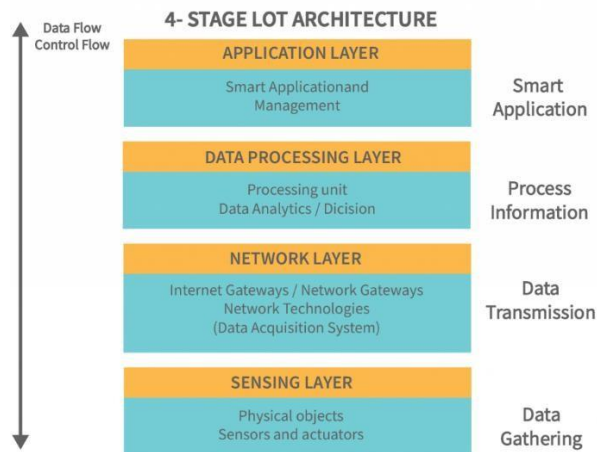 4- STAGE LOT ARCHITECTURE
Data Flow
Control Flow
APPLICATION LAYER
Smart Applicationand
Management
Smart
Application
DATA PROCESSING LAYER
Processing unit
Data Analytics / Dicision
Process
Information
NETWORK LAYER
Internet Gateways / Network Gateways
Network Technologies
(Data Acquisition System)
Data
Transmission
SENSING LAYER
Physical objects
Sensors and actuators
Data
Gathering